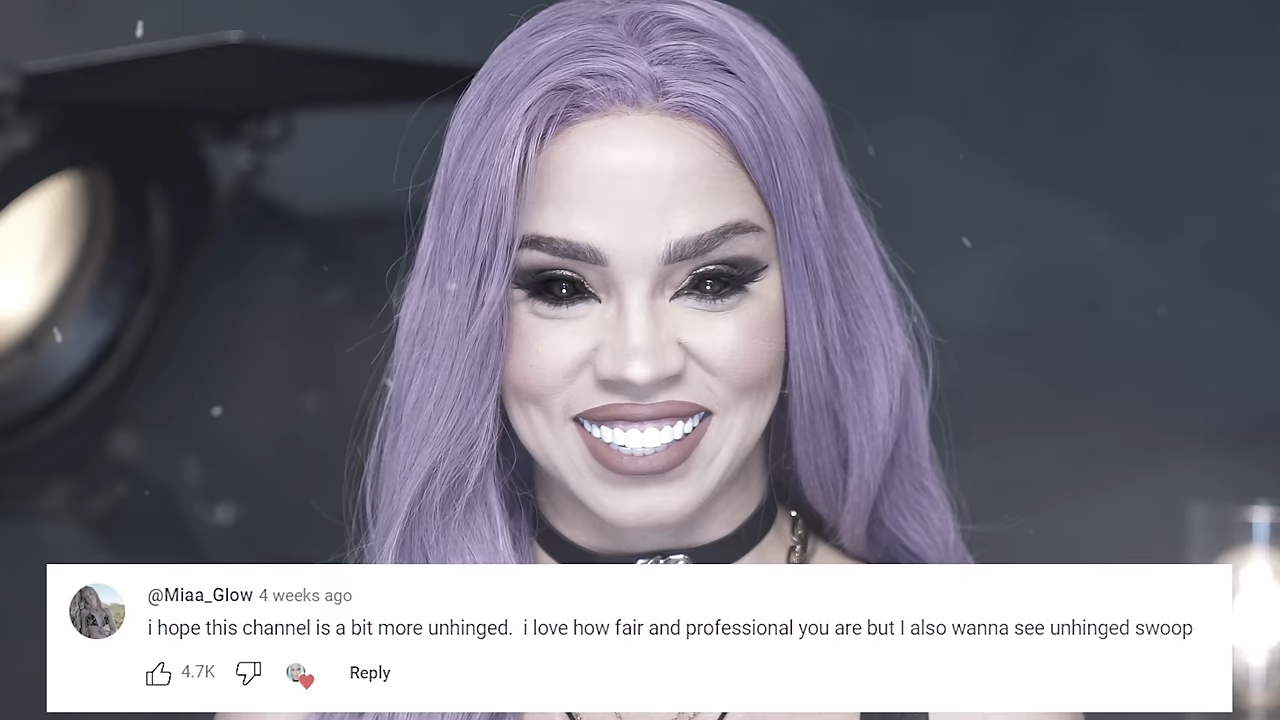 @Miaa_Glow 4 weeks ago
i hope this channel is a bit more unhinged.  i love how fair and professional you are but I also wanna see unhinged swoop
4.7K Reply